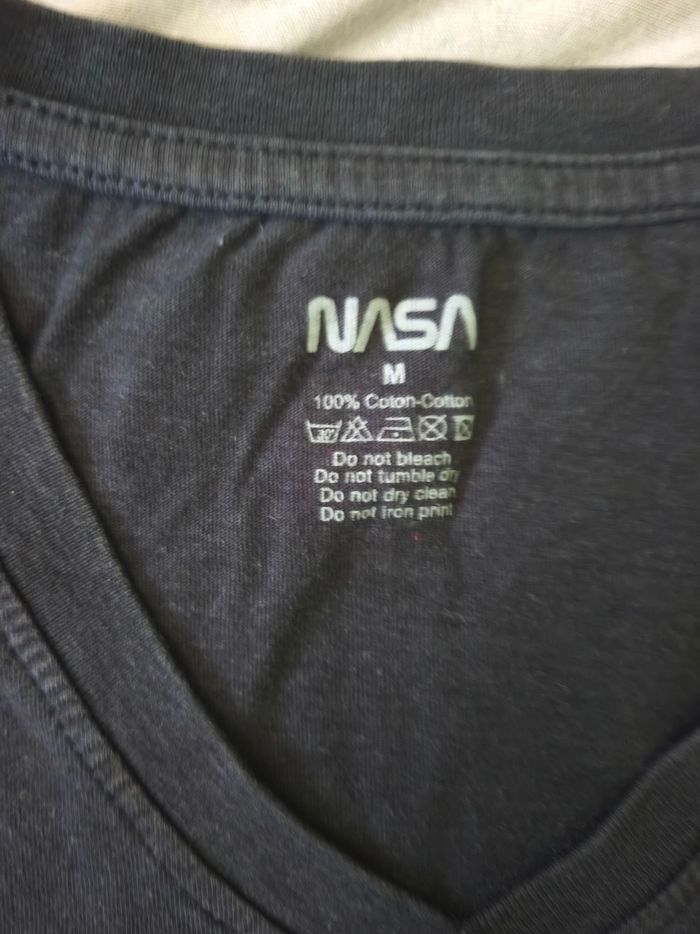 NASA
M
100% Coton-Cotton
30°
Do not bleach
Do not tumble dry
Do not dry clean
Do not iron print